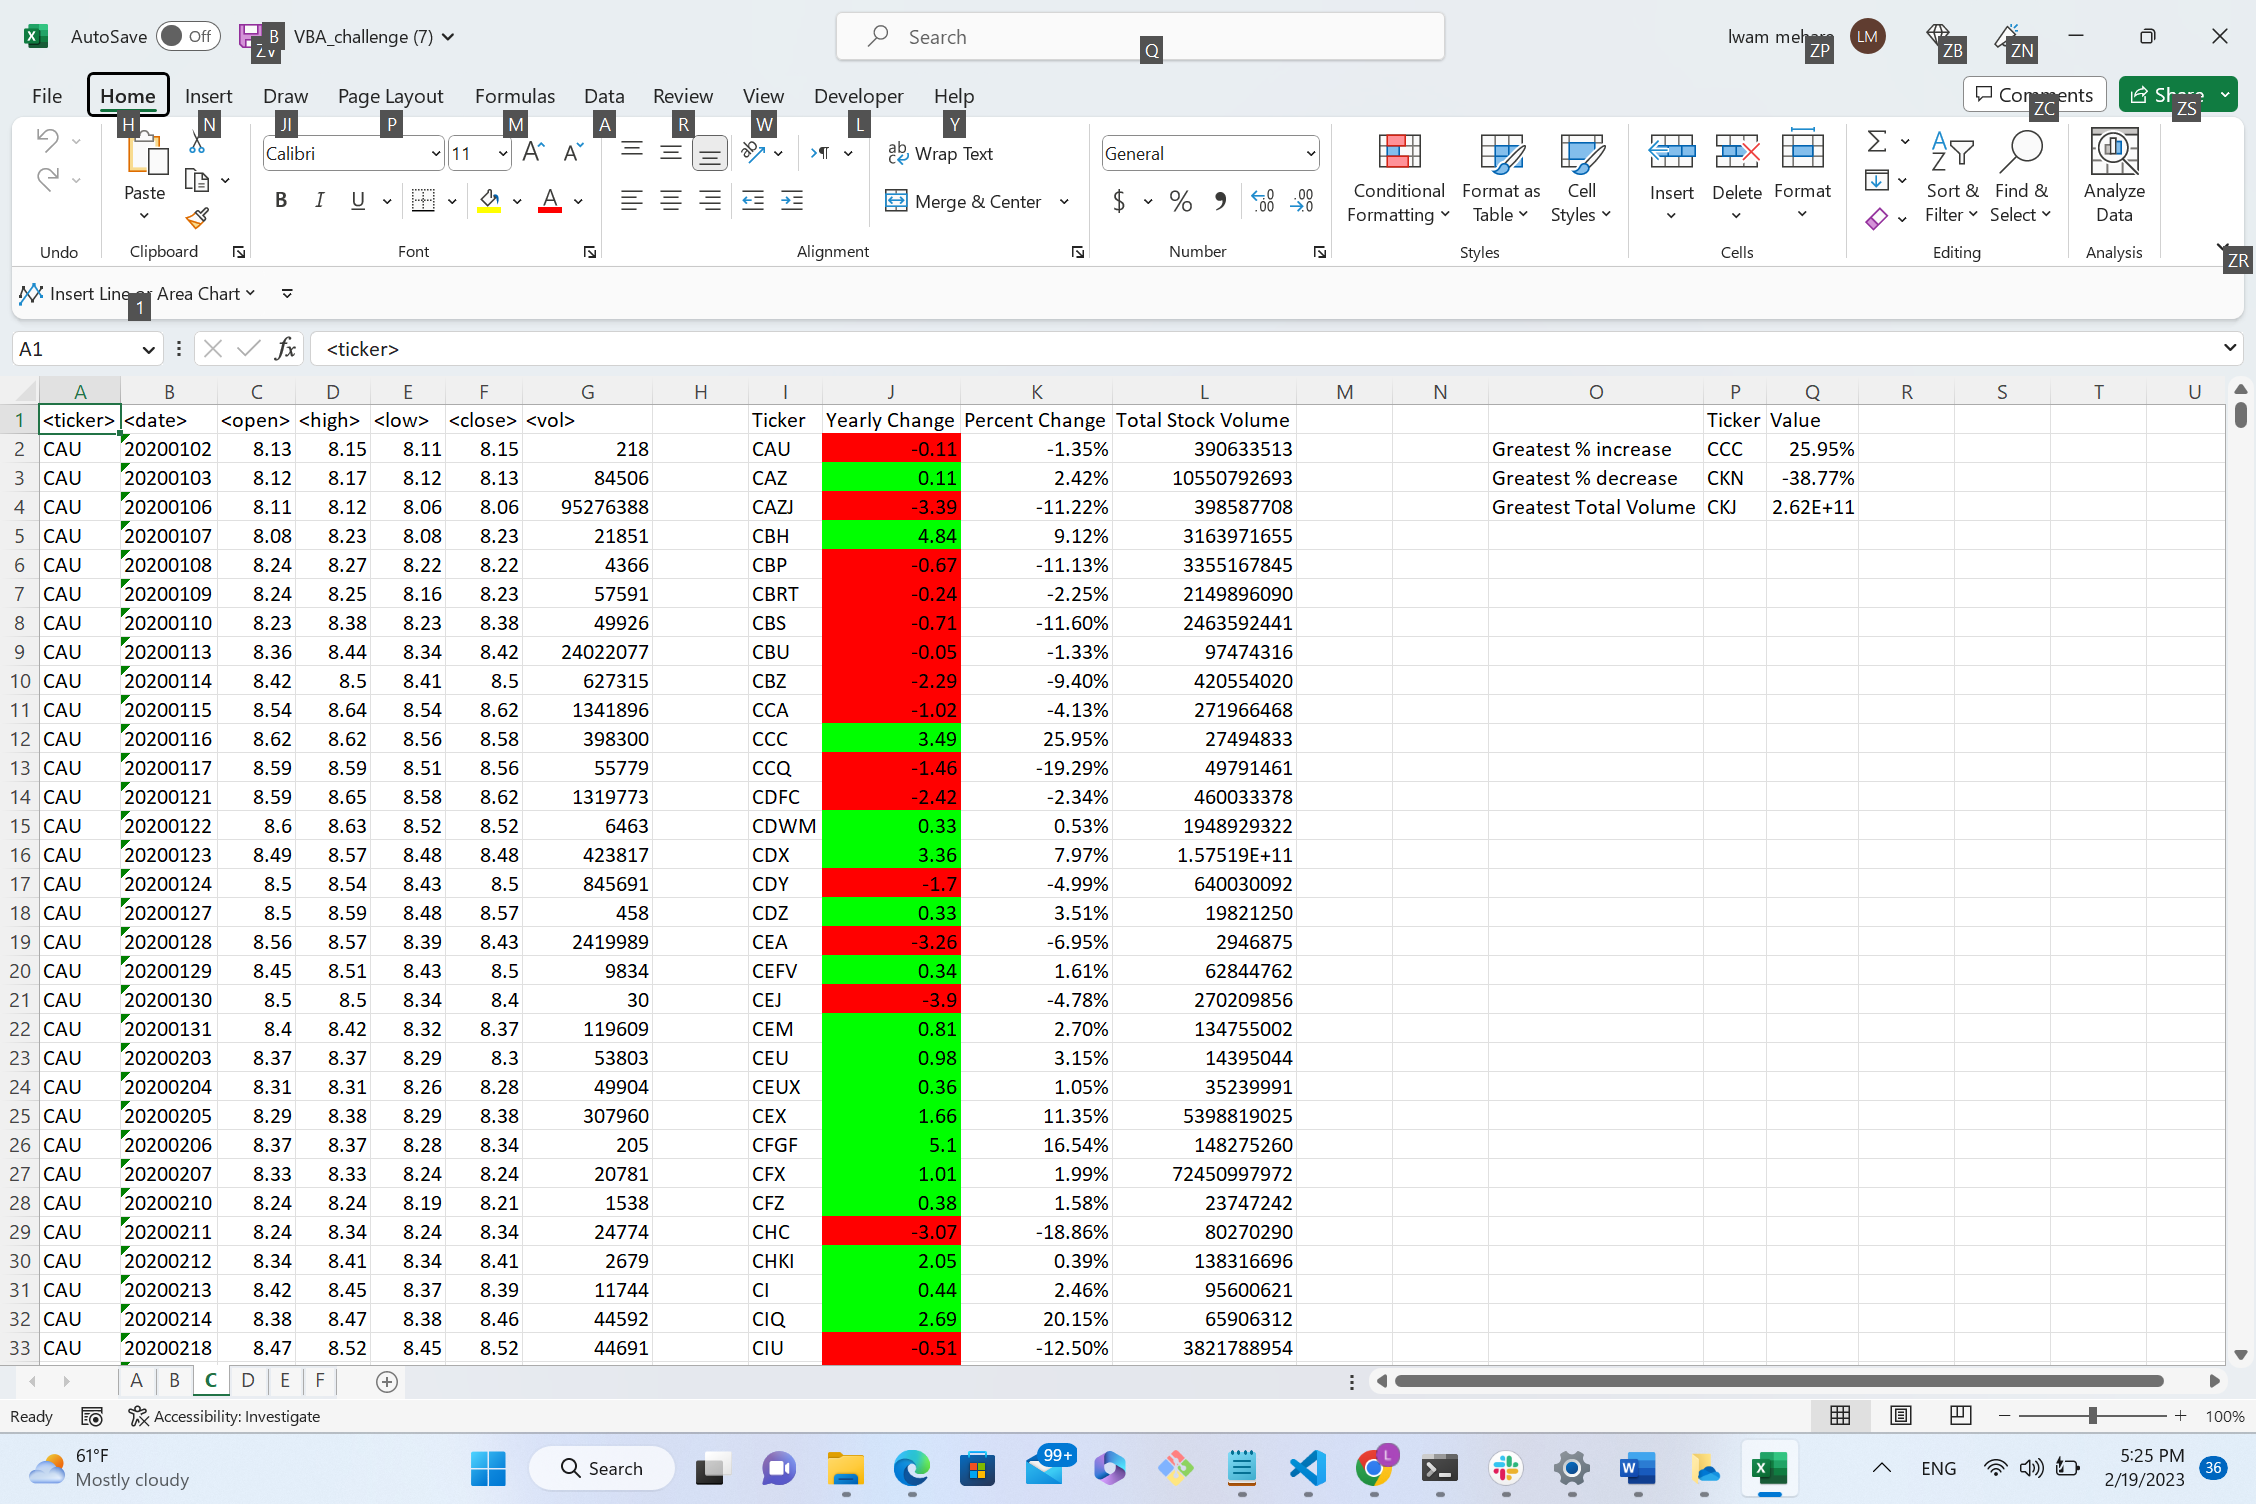 AutoSave Off B ZV VBA_challenge (7) Search Q lwam ZP LM ZB ZN
File Home Insert Draw Page Layout Formulas Data Review View Developer Help Comments Share
H N JI P M A R W L Y ZC ZS
Calibri 11 Wrap Text General
Paste B I U A Merge & Center $ % Conditional Formatting Format as Table Cell Styles Insert Delete Format Sort & Filter Find & Select Analyze Data
Undo Clipboard Font Alignment Number Styles Cells Editing Analysis ZR
Insert Line or Area Chart 1
A1 fx <ticker>
A B C D E F G H I J K L M N O P Q R S T U
1 <ticker> <date> <open> <high> <low> <close> <vol> Ticker Yearly Change Percent Change Total Stock Volume Ticker Value
2 CAU 20200102 8.13 8.15 8.11 8.15 218 CAU -0.11 -1.35% 390633513 Greatest % increase CCC 25.95%
3 CAU 20200103 8.12 8.17 8.12 8.13 84506 CAZ 0.11 2.42% 10550792693 Greatest % decrease CKN -38.77%
4 CAU 20200106 8.11 8.12 8.06 8.06 95276388 CAZJ -3.39 -11.22% 398587708 Greatest Total Volume CKJ 2.62E+11
5 CAU 20200107 8.08 8.23 8.08 8.23 21851 CBH 4.84 9.12% 3163971655
6 CAU 20200108 8.24 8.27 8.22 8.22 4366 CBP -0.67 -11.13% 3355167845
7 CAU 20200109 8.24 8.25 8.16 8.23 57591 CBRT -0.24 -2.25% 2149896090
8 CAU 20200110 8.23 8.38 8.23 8.38 49926 CBS -0.71 -11.60% 2463592441
9 CAU 20200113 8.36 8.44 8.34 8.42 24022077 CBU -0.05 -1.33% 97474316
10 CAU 20200114 8.42 8.5 8.41 8.5 627315 CBZ -2.29 -9.40% 420554020
11 CAU 20200115 8.54 8.64 8.54 8.62 1341896 CCA -1.02 -4.13% 271966468
12 CAU 20200116 8.62 8.62 8.56 8.58 398300 CCC 3.49 25.95% 27494833
13 CAU 20200117 8.59 8.59 8.51 8.56 55779 CCQ -1.46 -19.29% 49791461
14 CAU 20200121 8.59 8.65 8.58 8.62 1319773 CDFC -2.42 -2.34% 460033378
15 CAU 20200122 8.6 8.63 8.52 8.52 6463 CDWM 0.33 0.53% 1948929322
16 CAU 20200123 8.49 8.57 8.48 8.48 423817 CDX 3.36 7.97% 1.57519E+11
17 CAU 20200124 8.5 8.54 8.43 8.5 845691 CDY -1.7 -4.99% 640030092
18 CAU 20200127 8.5 8.59 8.48 8.57 458 CDZ 0.33 3.51% 19821250
19 CAU 20200128 8.56 8.57 8.39 8.43 2419989 CEA -3.26 -6.95% 2946875
20 CAU 20200129 8.45 8.51 8.43 8.5 9834 CEFV 0.34 1.61% 62844762
21 CAU 20200130 8.5 8.5 8.34 8.4 30 CEJ -3.9 -4.78% 270209856
22 CAU 20200131 8.4 8.42 8.32 8.37 119609 CEM 0.81 2.70% 134755002
23 CAU 20200203 8.37 8.37 8.29 8.3 53803 CEU 0.98 3.15% 14395044
24 CAU 20200204 8.31 8.31 8.26 8.28 49904 CEUX 0.36 1.05% 35239991
25 CAU 20200205 8.29 8.38 8.29 8.38 307960 CEX 1.66 11.35% 5398819025
26 CAU 20200206 8.37 8.37 8.28 8.34 205 CFGF 5.1 16.54% 148275260
27 CAU 20200207 8.33 8.33 8.24 8.24 20781 CFX 1.01 1.99% 72450997972
28 CAU 20200210 8.24 8.24 8.19 8.21 1538 CFZ 0.38 1.58% 23747242
29 CAU 20200211 8.24 8.34 8.24 8.34 24774 CHC -3.07 -18.86% 80270290
30 CAU 20200212 8.34 8.41 8.34 8.41 2679 CHKI 2.05 0.39% 138316696
31 CAU 20200213 8.42 8.45 8.37 8.39 11744 CI 0.44 2.46% 95600621
32 CAU 20200214 8.38 8.47 8.38 8.46 44592 CIQ 2.69 20.15% 65906312
33 CAU 20200218 8.47 8.52 8.45 8.52 44691 CIU -0.51 -12.50% 3821788954
A B C D E F
Ready Accessibility: Investigate 100%
61°F Mostly cloudy Search 99+ L ENG 5:25 PM 2/19/2023 36